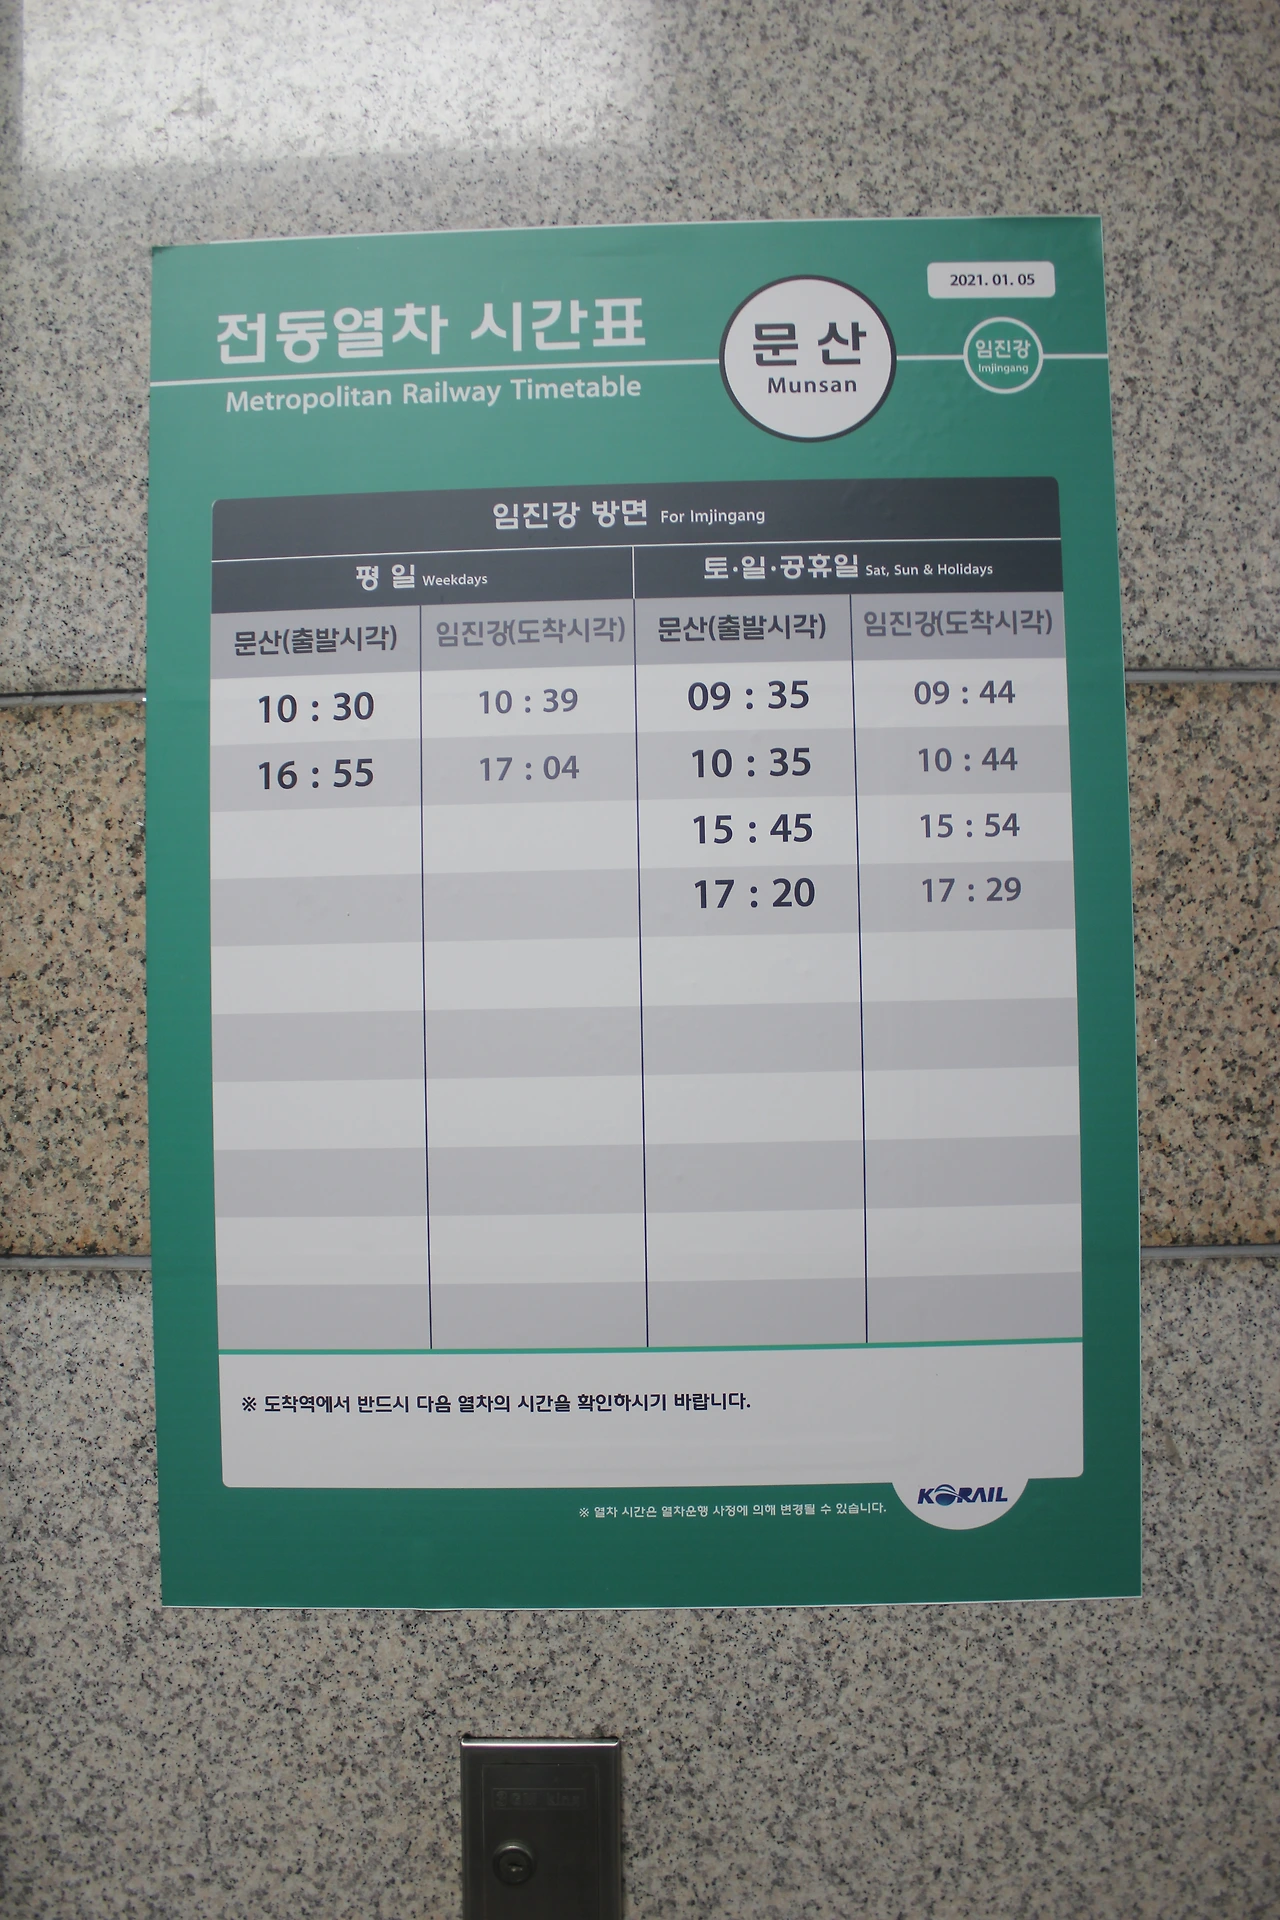 2021. 01. 05
전동열차 시간표
Metropolitan Railway Timetable
문 산
Munsan
임진강
Imjingang
임진강 방면 For Imjingang
평 일 Weekdays 토·일·공휴일 Sat, Sun & Holidays
문산(출발시각) 임진강(도착시각) 문산(출발시각) 임진강(도착시각)
10 : 30 10 : 39 09 : 35 09 : 44
16 : 55 17 : 04 10 : 35 10 : 44
15 : 45 15 : 54
17 : 20 17 : 29
※ 도착역에서 반드시 다음 열차의 시간을 확인하시기 바랍니다.
KORAIL
※ 열차 시간은 열차운행 사정에 의해 변경될 수 있습니다.